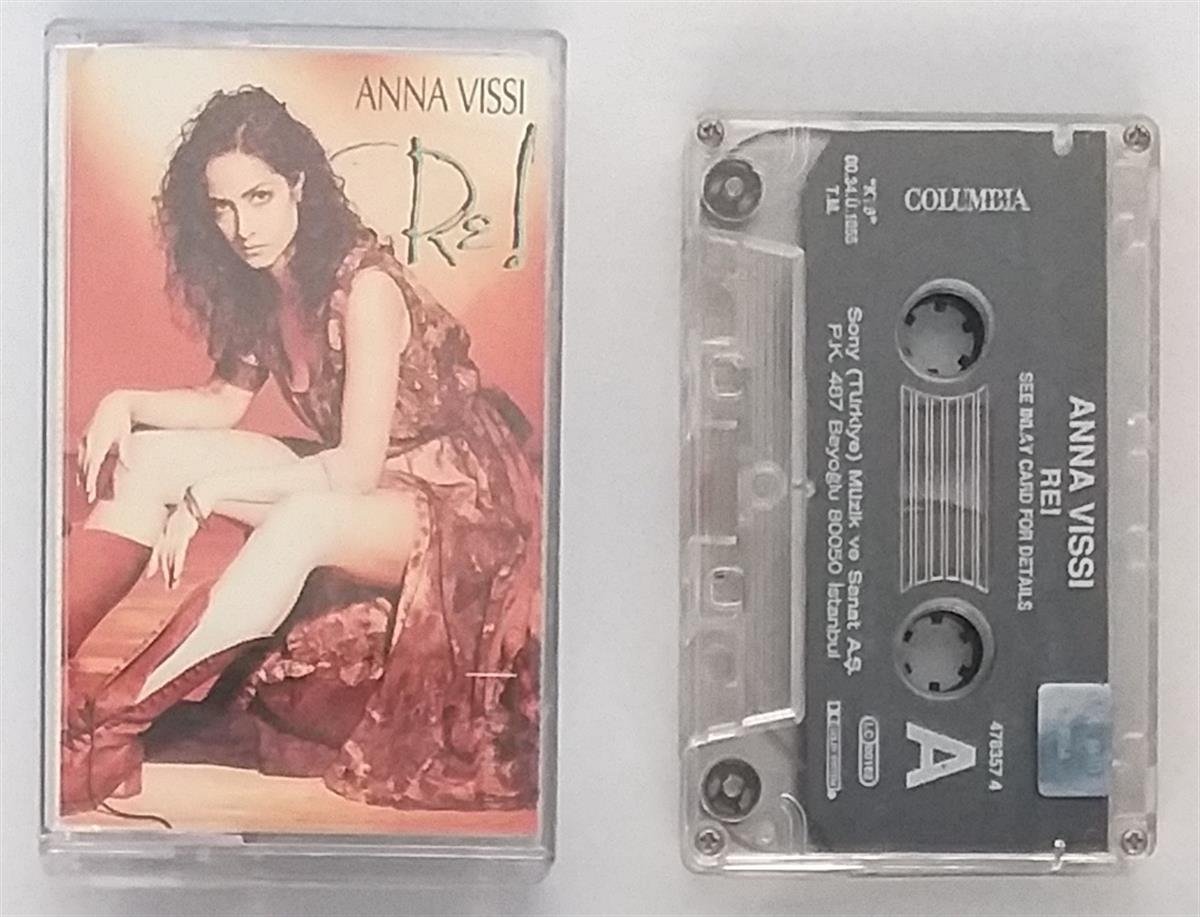 ANNA VISSI
Re!
COLUMBIA
ANNA VISSI
RE!
SEE INLAY CARD FOR DETAILS
Sony (Türkiye) Müzik ve Sanat A.Ş.
P.K. 487 Beyoğlu 80050 İstanbul
T.M.
A
478357 4